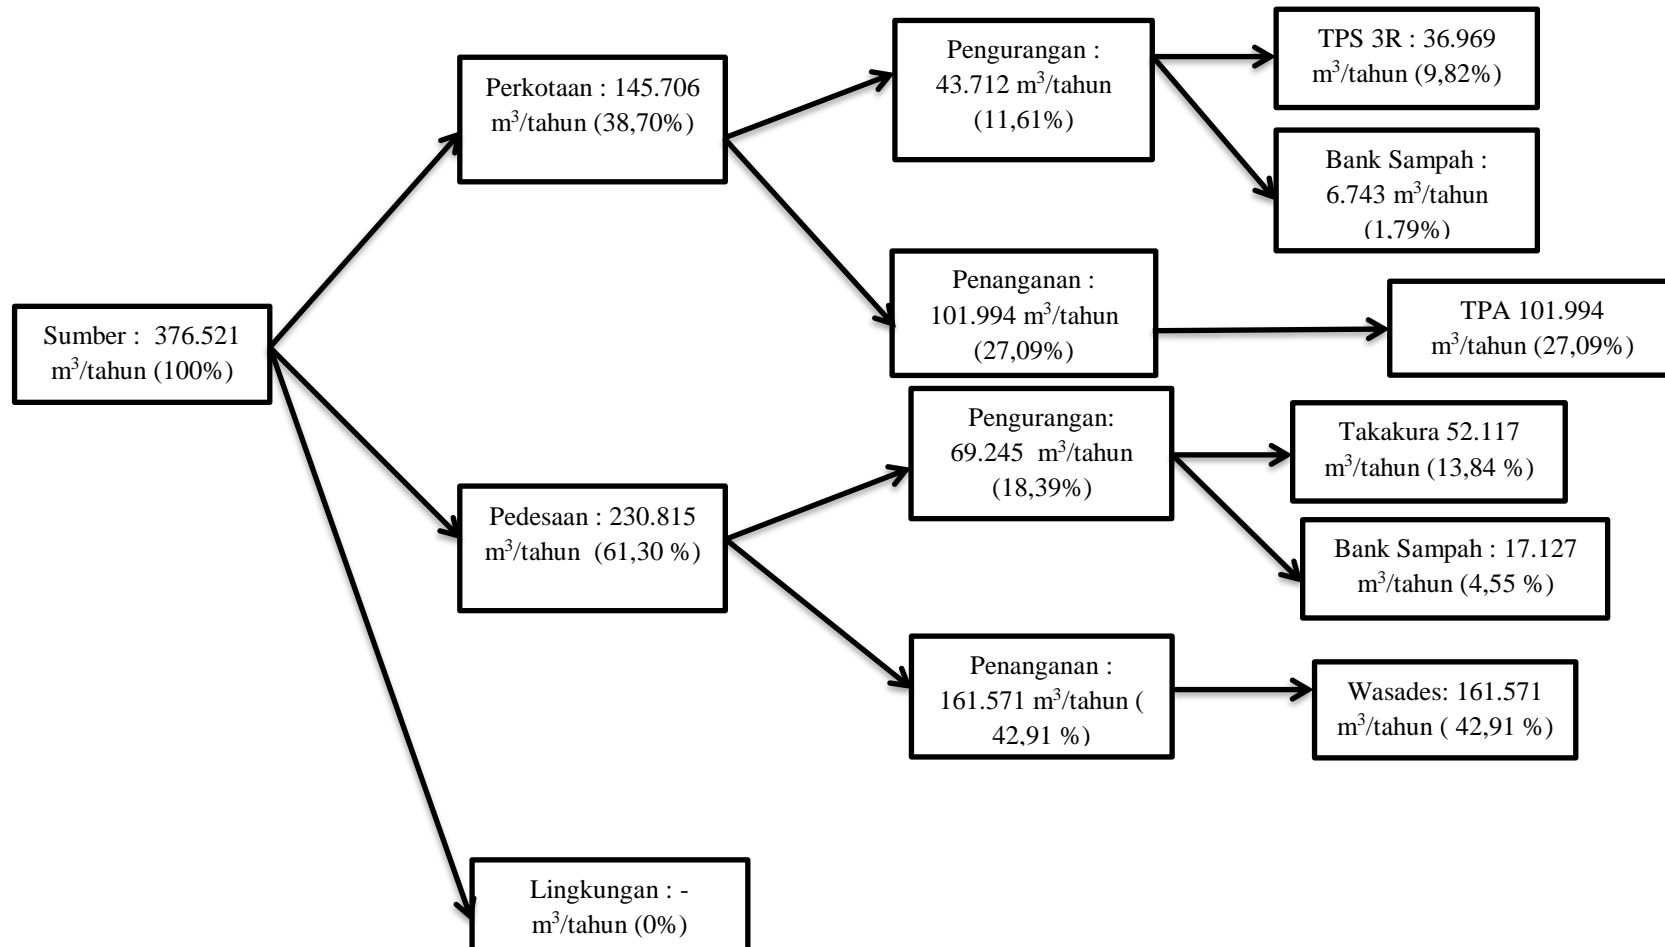 Sumber : 376.521
m³/tahun (100%)
Perkotaan : 145.706
m³/tahun (38,70%)
Pengurangan :
43.712 m³/tahun
(11,61%)
TPS 3R : 36.969
m³/tahun (9,82%)
Bank Sampah :
6.743 m³/tahun
(1,79%)
Penanganan :
101.994 m³/tahun
(27,09%)
TPA 101.994
m³/tahun (27,09%)
Pedesaan : 230.815
m³/tahun (61,30 %)
Pengurangan:
69.245 m³/tahun
(18,39%)
Takakura 52.117
m³/tahun (13,84 %)
Bank Sampah : 17.127
m³/tahun (4,55 %)
Penanganan :
161.571 m³/tahun (
42,91 %)
Wasades: 161.571
m³/tahun ( 42,91 %)
Lingkungan : -
m³/tahun (0%)